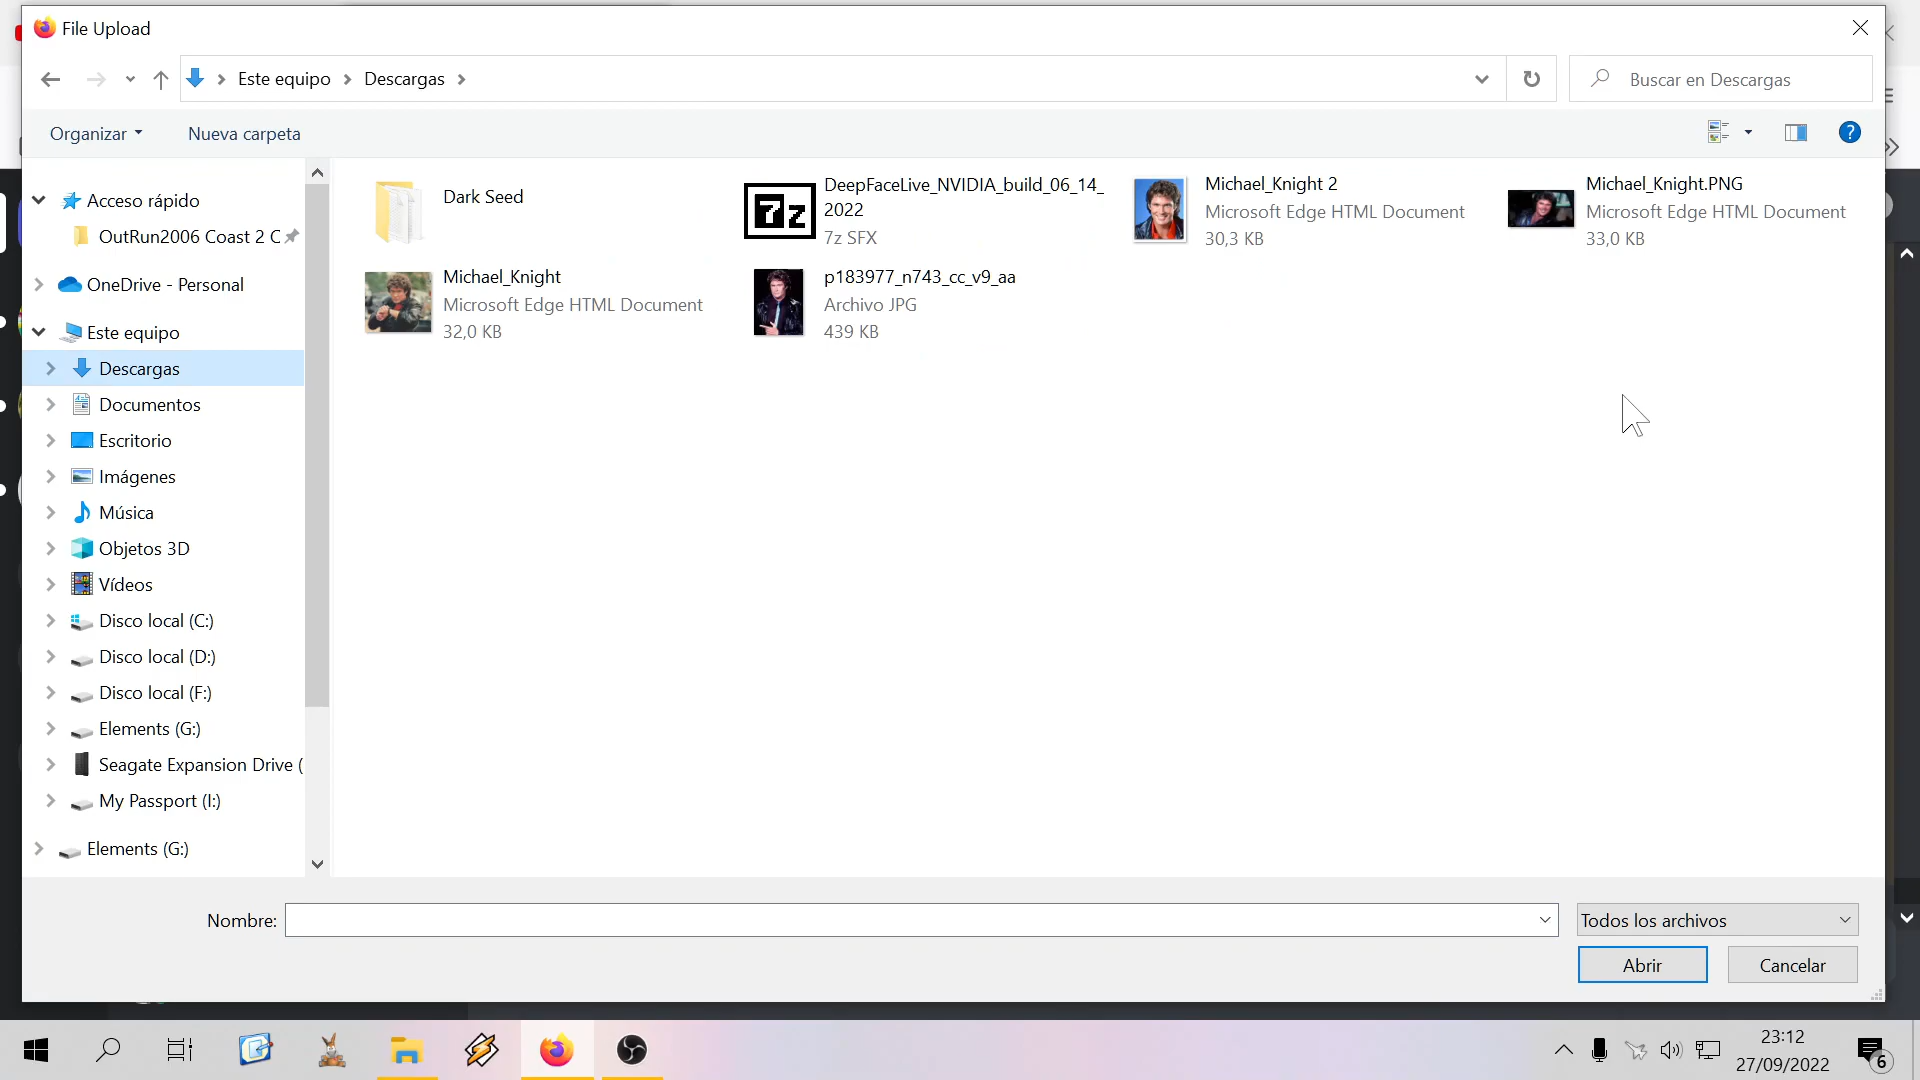 File Upload
Este equipo
Descargas
Buscar en Descargas
Organizar
Nueva carpeta
Acceso rápido
OutRun2006 Coast 2 C
OneDrive - Personal
Este equipo
Descargas
Documentos
Escritorio
Imágenes
Música
Objetos 3D
Vídeos
Disco local (C:)
Disco local (D:)
Disco local (F:)
Elements (G:)
Seagate Expansion Drive (
My Passport (I:)
Elements (G:)
Dark Seed
7z
DeepFaceLive_NVIDIA_build_06_14_
2022
7z SFX
Michael_Knight 2
Microsoft Edge HTML Document
30,3 KB
Michael_Knight.PNG
Microsoft Edge HTML Document
33,0 KB
Michael_Knight
Microsoft Edge HTML Document
32,0 KB
p183977_n743_cc_v9_aa
Archivo JPG
439 KB
Nombre:
Todos los archivos
Abrir
Cancelar
23:12
27/09/2022
6